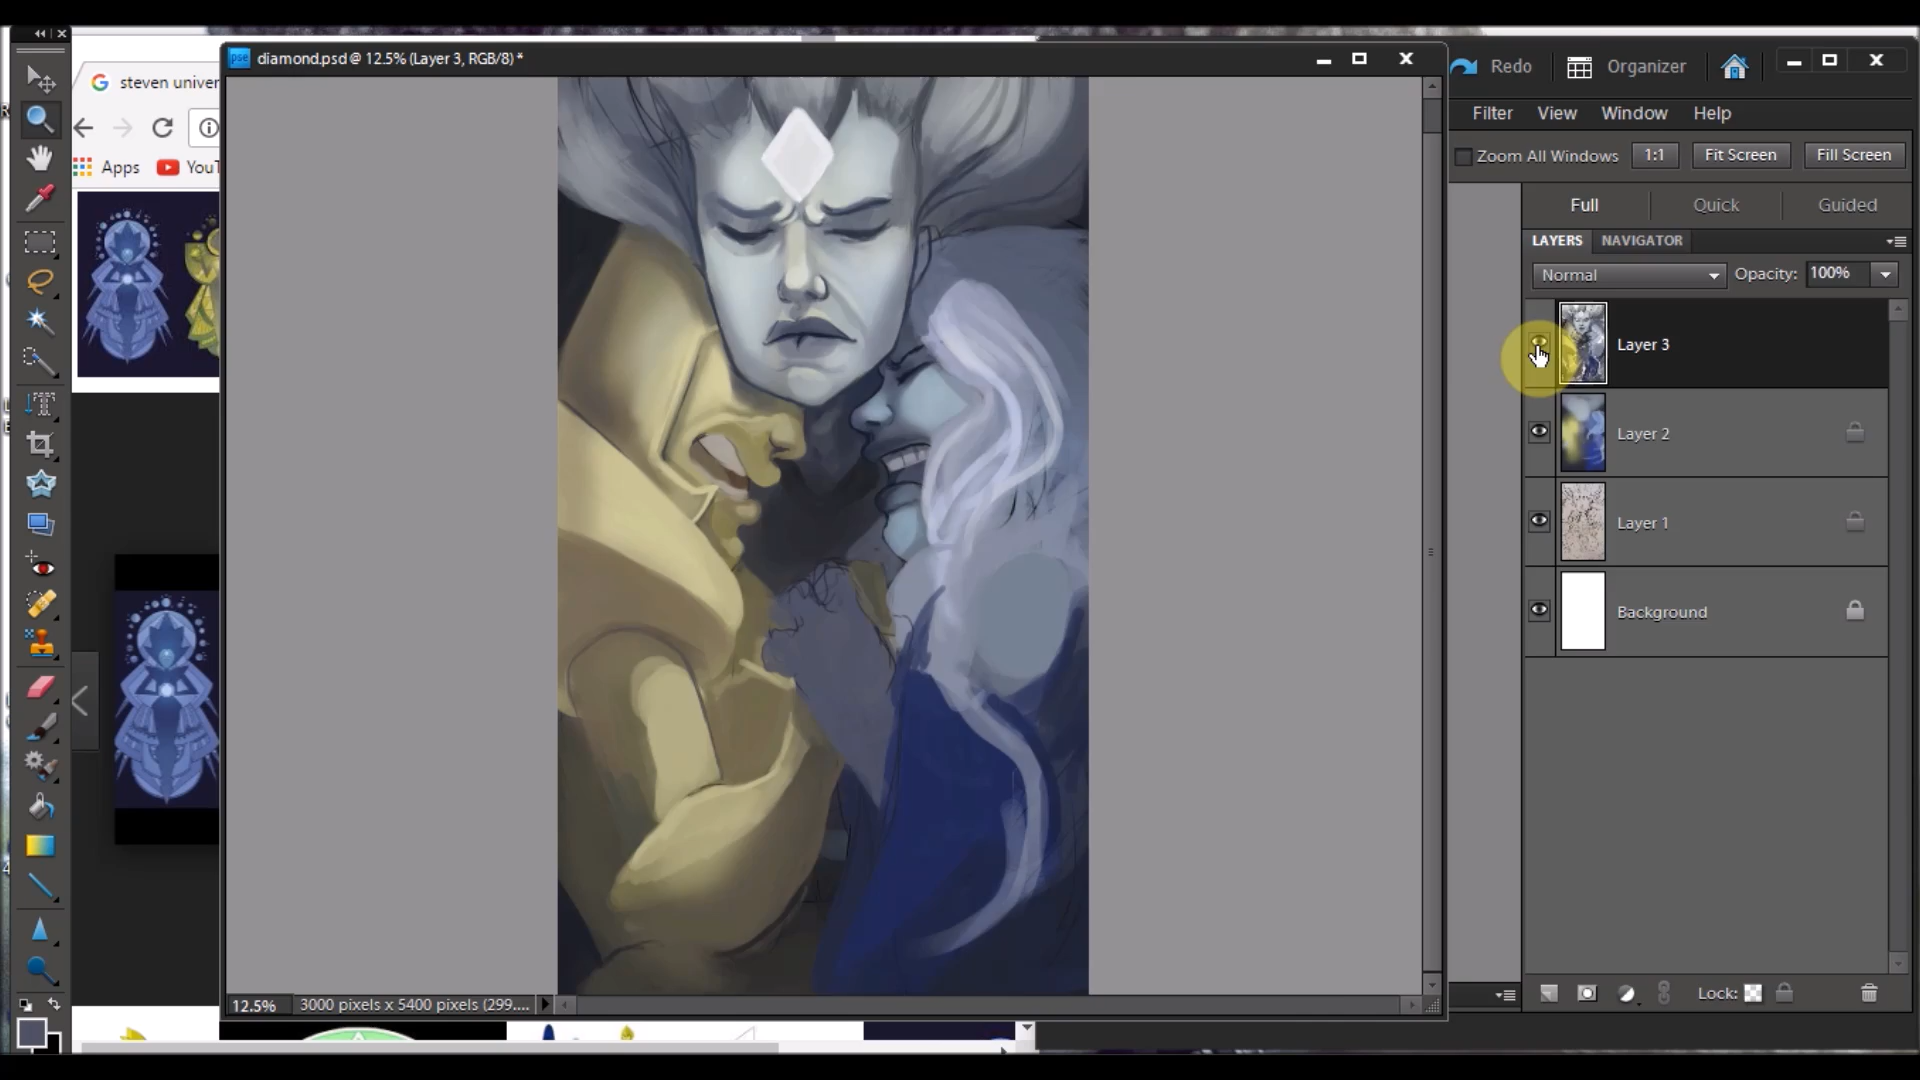 diamond.psd @ 12.5% (Layer 3, RGB/8) *
Redo
Organizer
steven univer
Filter
View
Window
Help
Apps
YouT
Zoom All Windows
1:1
Fit Screen
Fill Screen
Full
Quick
Guided
LAYERS
NAVIGATOR
Normal
Opacity: 100%
Layer 3
Layer 2
Layer 1
Background
12.5%
3000 pixels x 5400 pixels (299....
Lock: